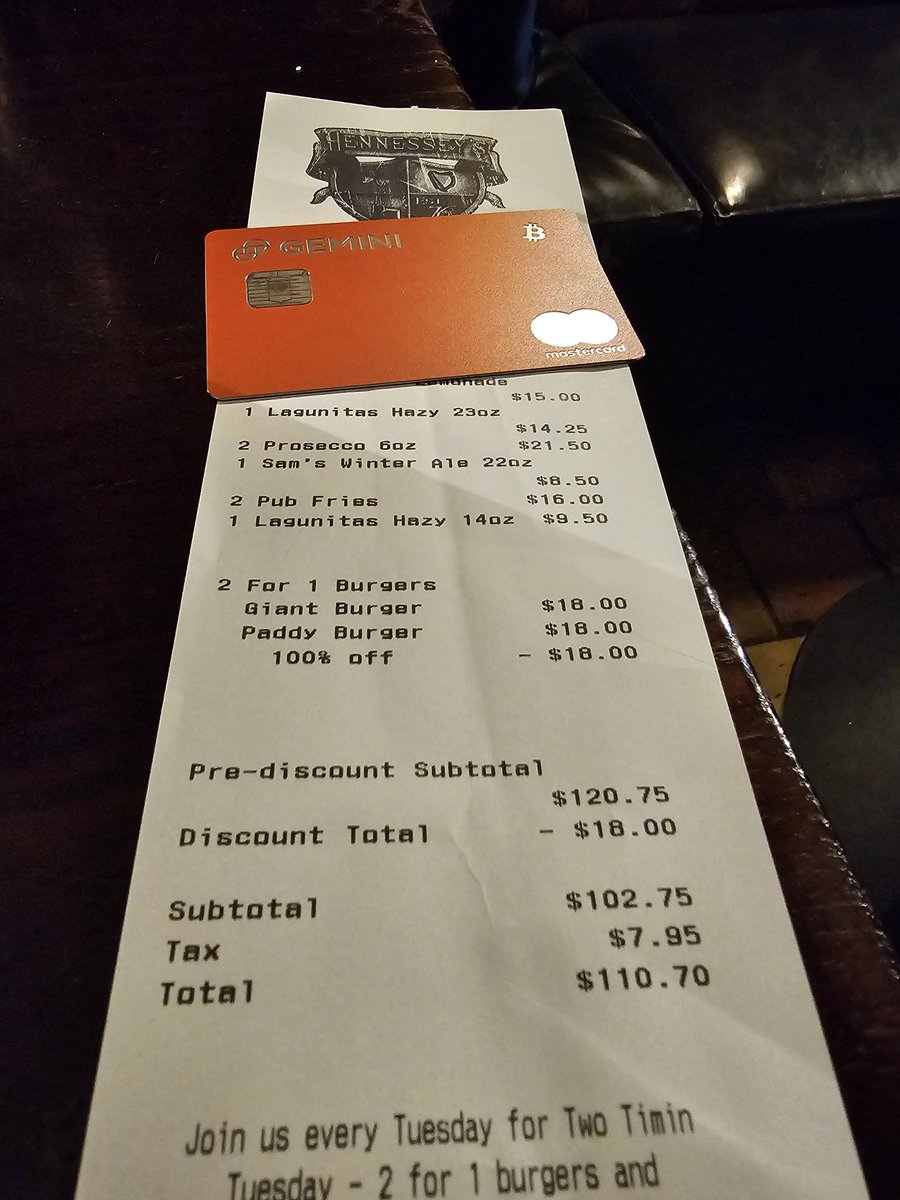 HENNESSEY'S
EST
GEMINI
mastercard
Lemonade
$15.00
1 Lagunitas Hazy 23oz
$14.25
2 Prosecco 6oz $21.50
1 Sam's Winter Ale 22oz
$8.50
2 Pub Fries $16.00
1 Lagunitas Hazy 14oz $9.50
2 For 1 Burgers
Giant Burger $18.00
Paddy Burger $18.00
100% off - $18.00
Pre-discount Subtotal
$120.75
Discount Total - $18.00
Subtotal $102.75
Tax $7.95
Total $110.70
Join us every Tuesday for Two Timin
Tuesday - 2 for 1 burgers and